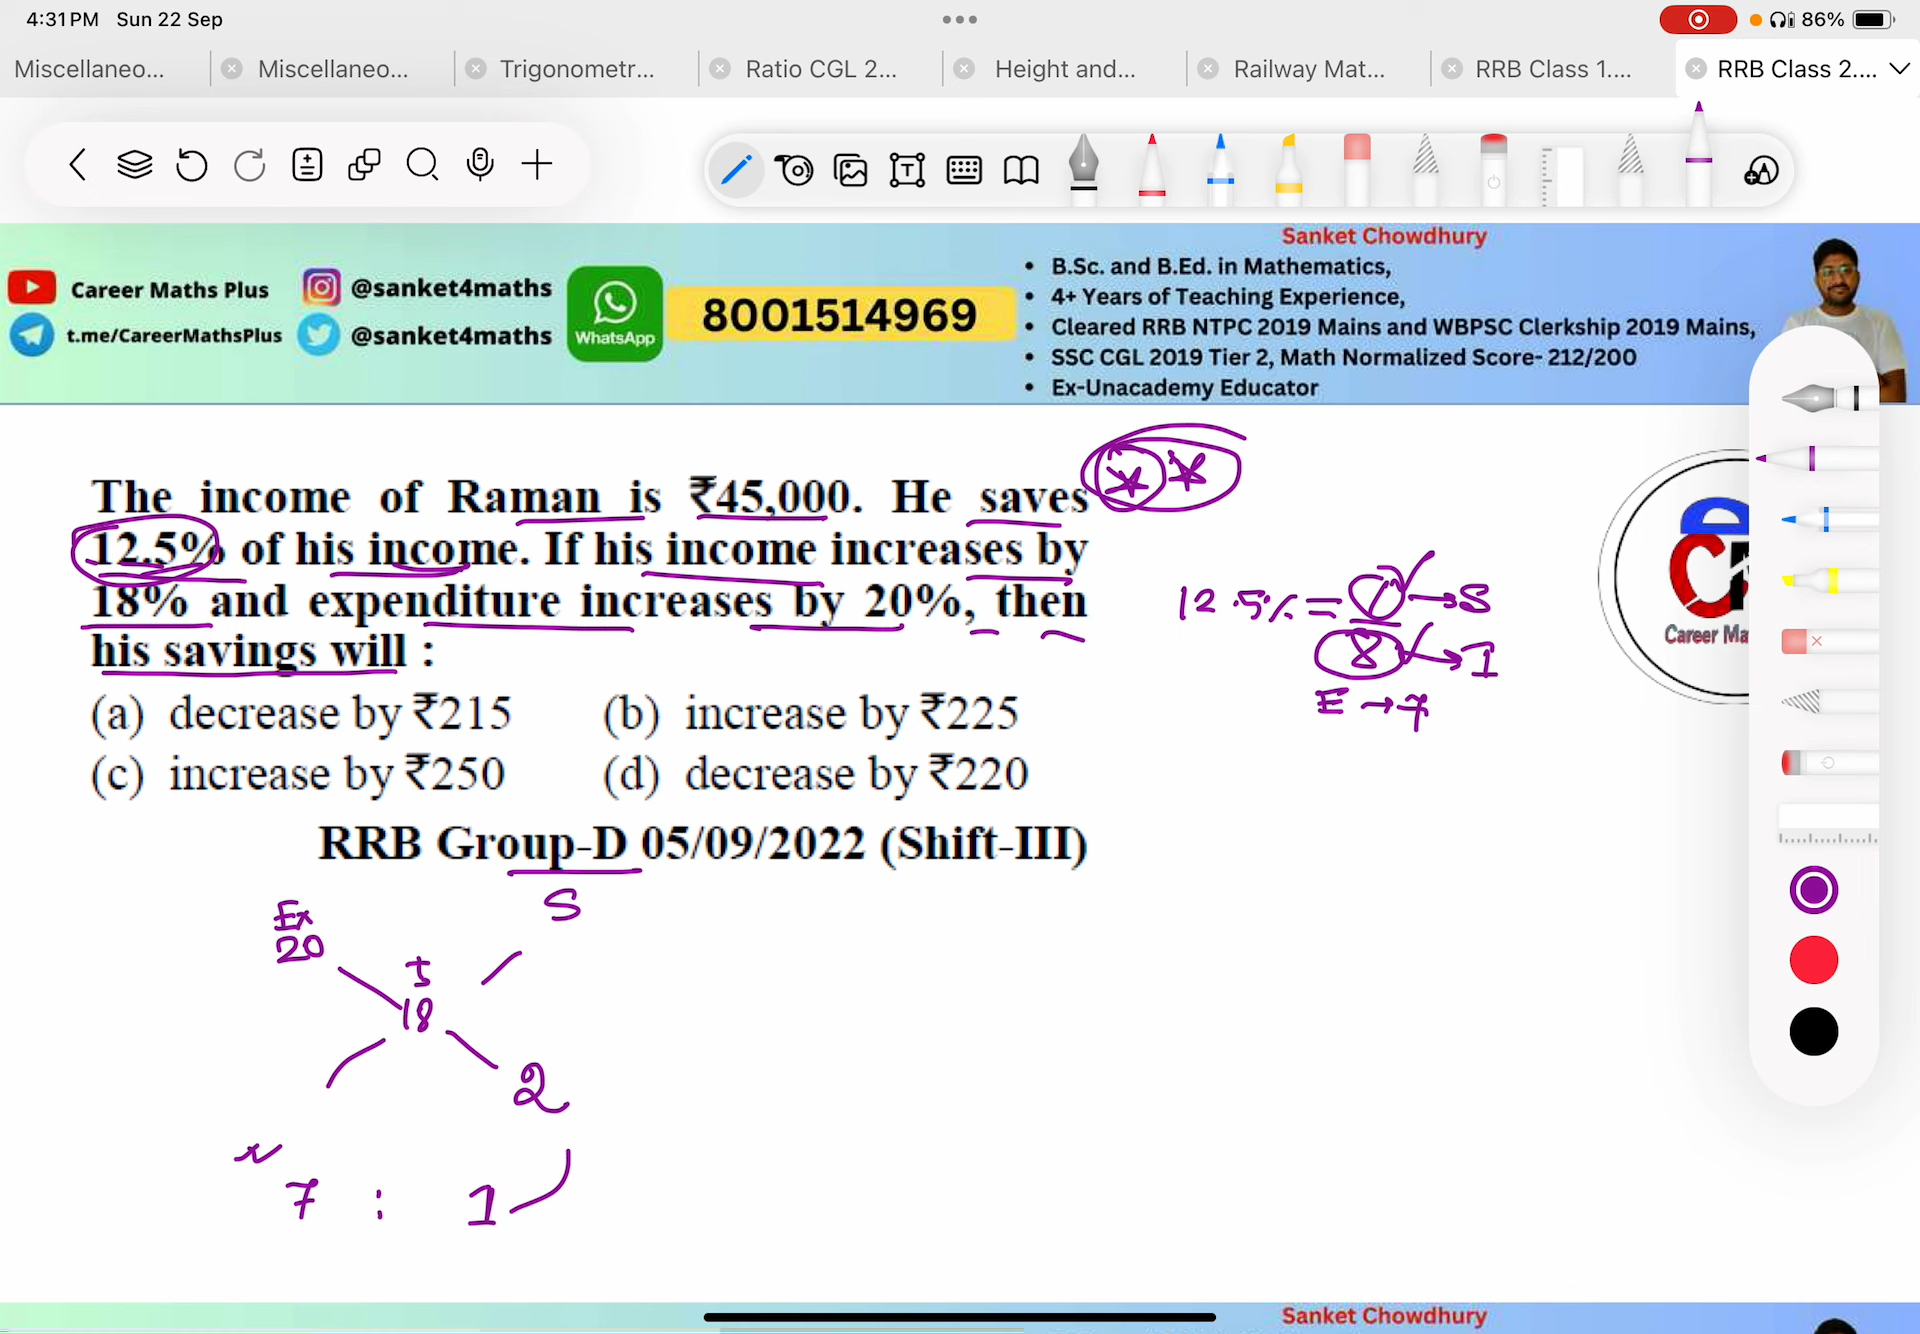 4:31 PM Sun 22 Sep
86%
Miscellaneo... Miscellaneo... Trigonometr... Ratio CGL 2... Height and... Railway Mat... RRB Class 1.... RRB Class 2....
Career Maths Plus @sanket4maths
t.me/CareerMathsPlus @sanket4maths
WhatsApp
8001514969
Sanket Chowdhury
• B.Sc. and B.Ed. in Mathematics,
• 4+ Years of Teaching Experience,
• Cleared RRB NTPC 2019 Mains and WBPSC Clerkship 2019 Mains,
• SSC CGL 2019 Tier 2, Math Normalized Score- 212/200
• Ex-Unacademy Educator
The income of Raman is ₹45,000. He saves
12.5% of his income. If his income increases by
18% and expenditure increases by 20%, then
his savings will :
(a) decrease by ₹215 (b) increase by ₹225
(c) increase by ₹250 (d) decrease by ₹220
RRB Group-D 05/09/2022 (Shift-III)
12.5% = 1 → S
8 → I
E → 7
Career Ma
Ex S
20
I
18
2
7 : 1
Sanket Chowdhury